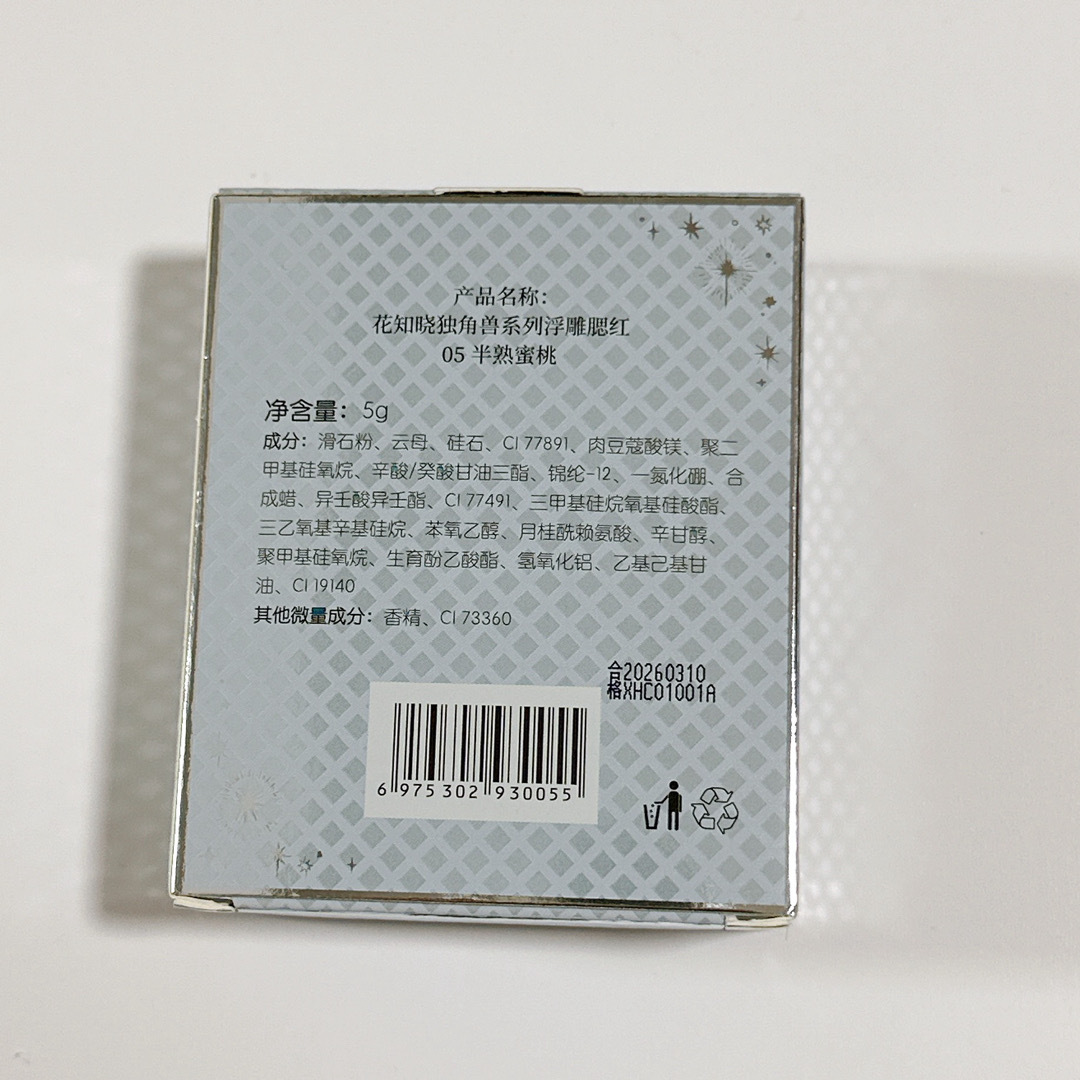 产品名称：
花知晓独角兽系列浮雕腮红
05 半熟蜜桃
净含量：5g
成分：滑石粉、云母、硅石、CI 77891、肉豆蔻酸镁、聚二
甲基硅氧烷、辛酸/癸酸甘油三酯、锦纶-12、一氮化硼、合
成蜡、异壬酸异壬酯、CI 77491、三甲基硅烷氧基硅酸酯、
三乙氧基辛基硅烷、苯氧乙醇、月桂酰赖氨酸、辛甘醇、
聚甲基硅氧烷、生育酚乙酸酯、氢氧化铝、乙基己基甘
油、CI 19140
其他微量成分：香精、CI 73360
合20260310
格XHC01001A
6 975302 930055